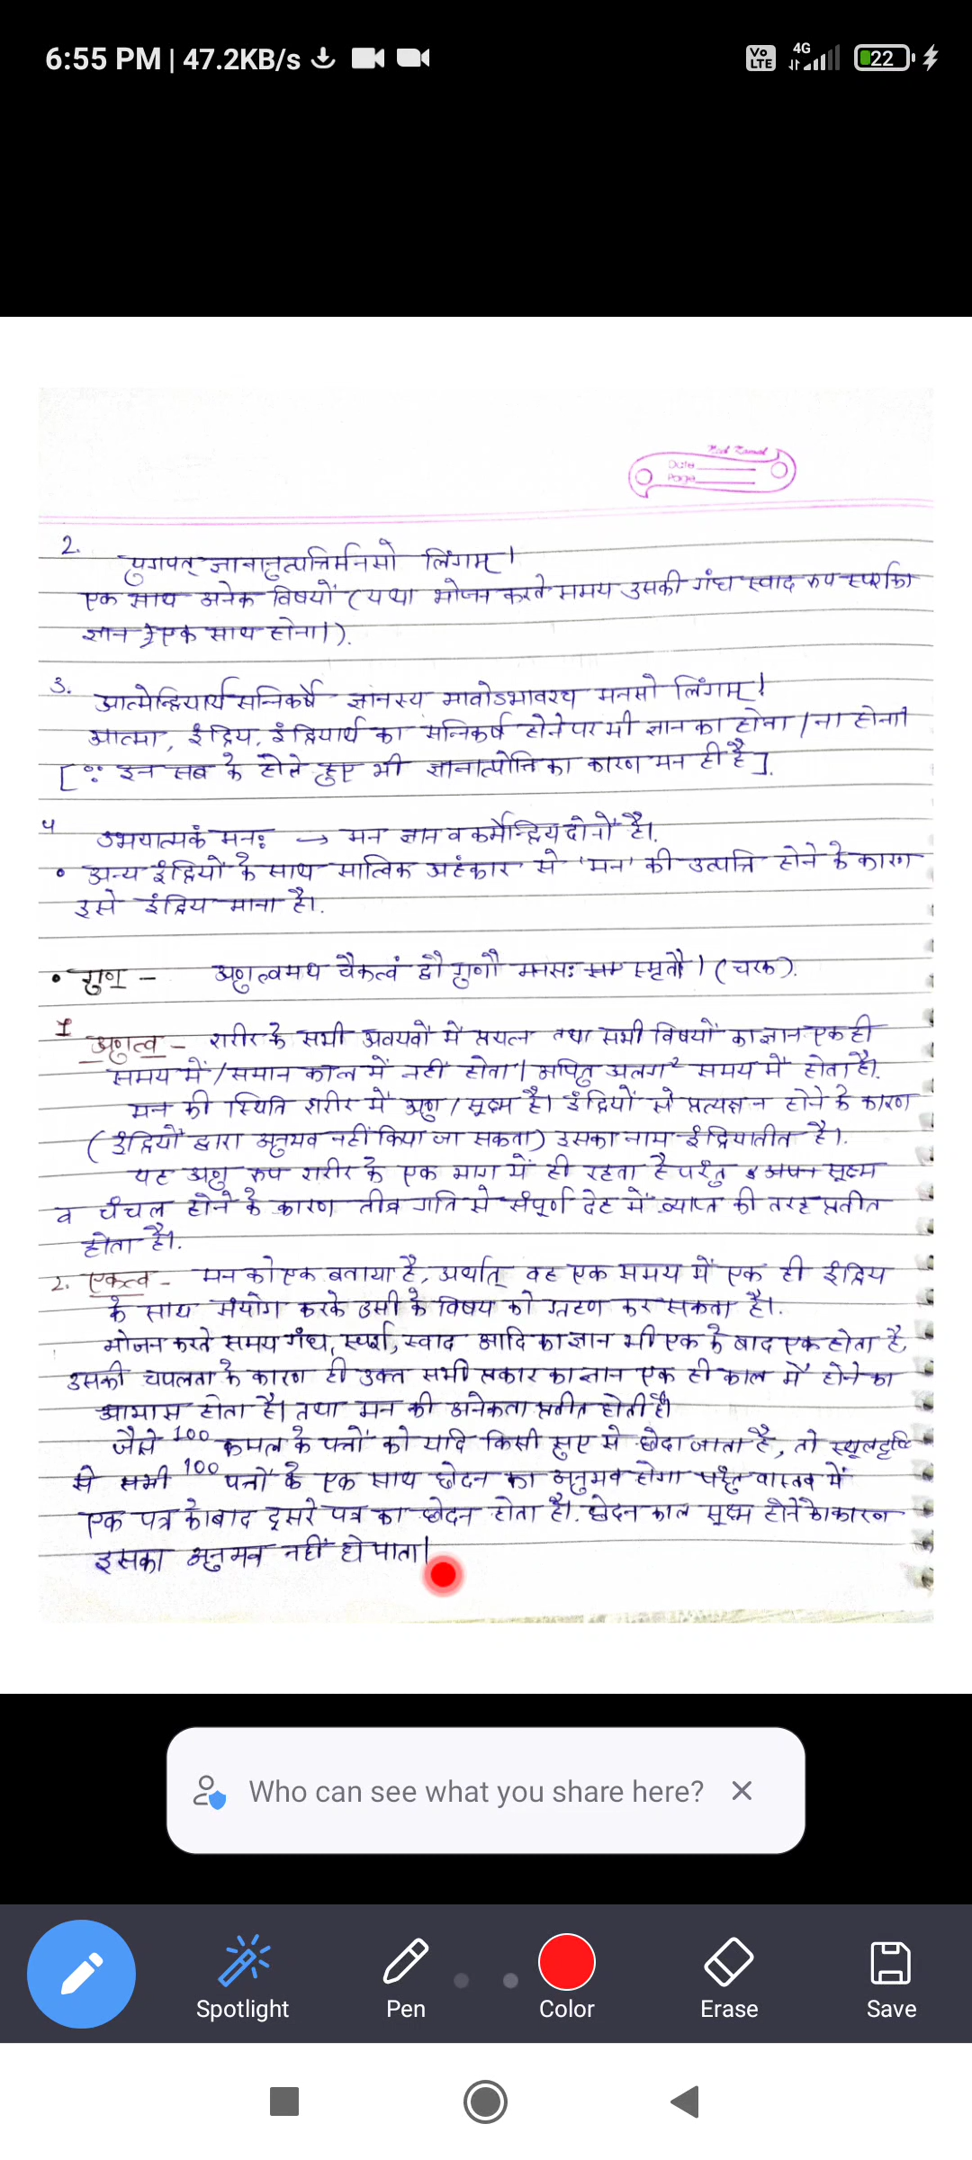 6:55 PM | 47.2KB/s
Vo LTE 4G 22
Date
Page
2.
युगपत् ज्ञानानुत्पत्तिर्मनसो लिंगम्।
एक साथ अनेक विषयों (यथा भोजन करते समय उसकी गंध स्वाद रूप स्पर्श का
ज्ञान एक साथ होना।).
3. आत्मेन्द्रियार्थ सन्निकर्षे ज्ञानस्य भावोऽभावश्च मनसो लिंगम्।
आत्मा, इंद्रिय, इंद्रियार्थ का सन्निकर्ष होने पर भी ज्ञान का होना / ना होना।
[∵ इन सब के होते हुए भी ज्ञानोत्पोत्ति का कारण मन ही है].
4 उभयात्मकं मनः → मन ज्ञान व कर्मेन्द्रिय दोनों है।.
• अन्य इंद्रियों के साथ सात्विक अहंकार से 'मन' की उत्पत्ति होने के कारण
इसे इंद्रिय माना है।.
• गुण - अणुत्वमथ चैकत्वं द्वौ गुणौ मनसः स्मृतौ। (चरक).
1 अणुत्व - शरीर के सभी अवयवों में प्रयत्न तथा सभी विषयों का ज्ञान एक ही
समय में/समान काल में नहीं होता। अपितु अलग² समय में होता है।.
मन की स्थिति शरीर में अणु/सूक्ष्म है। इंद्रियों से प्रत्यक्ष न होने के कारण
(इंद्रियों द्वारा अनुभव नहीं किया जा सकता) उसका नाम इंद्रियातीत है।.
यह अणु रूप शरीर के एक भाग में ही रहता है परंतु अपन सूक्ष्म
व चंचल होने के कारण तीव्र गति से संपूर्ण देह में व्याप्त की तरह प्रतीत
होता है।.
2. एकत्व - मन को एक बताया है, अर्थात् वह एक समय में एक ही इंद्रिय
के साथ संयोग करके उसी के विषय को ग्रहण कर सकता है।.
भोजन करते समय गंध, स्पर्श, स्वाद आदि का ज्ञान भी एक के बाद एक होता है,
उसकी चपलता के कारण ही उक्त सभी प्रकार का ज्ञान एक ही काल में होने का
आभास होता है। तथा मन की अनेकता प्रतीत होती है।
जैसे 100 कमल के पत्तों को यदि किसी सुए से छेदा जाता है, तो स्थूलदृष्टि
से सभी 100 पत्तों के एक साथ छेदन का अनुभव होगा परंतु वास्तव में
एक पत्र के बाद दूसरे पत्र का छेदन होता है। छेदन काल सूक्ष्म होने के कारण
इसका अनुभव नहीं हो पाता।
Who can see what you share here?
Spotlight Pen Color Erase Save